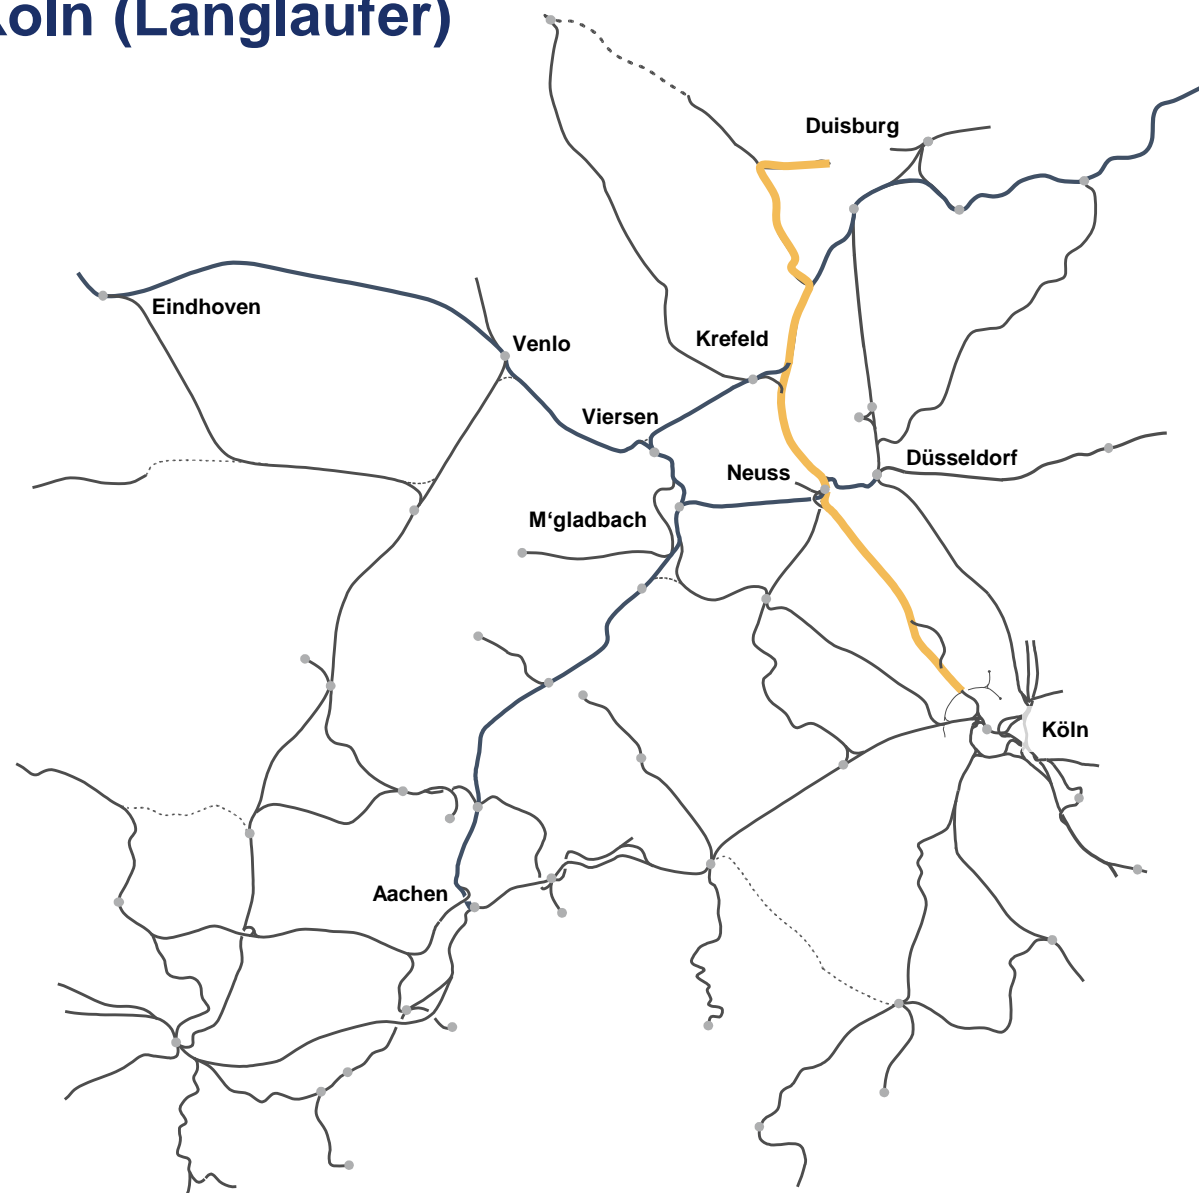 Köln (Langläufer)
Duisburg
Eindhoven
Venlo
Krefeld
Viersen
Düsseldorf
Neuss
M‘gladbach
Köln
Aachen